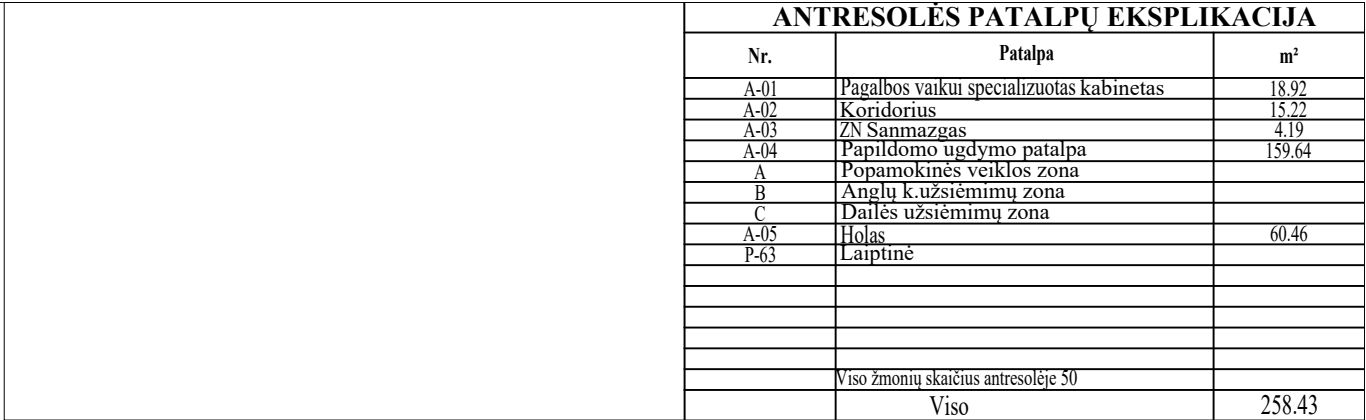 ANTRESOLĖS PATALPŲ EKSPLIKACIJA
Nr. Patalpa m²
A-01 Pagalbos vaikui specializuotas kabinetas 18.92
A-02 Koridorius 15.22
A-03 ZN Sanmazgas 4.19
A-04 Papildomo ugdymo patalpa 159.64
A Popamokinės veiklos zona
B Anglų k.užsiėmimų zona
C Dailės užsiėmimų zona
A-05 Holas 60.46
P-63 Laiptinė
Viso žmonių skaičius antresolėje 50
Viso 258.43